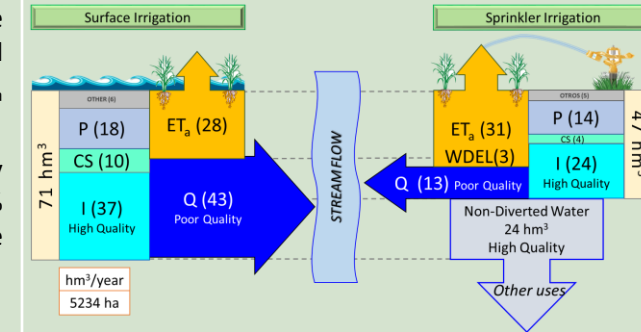 Surface Irrigation
Sprinkler Irrigation
OTHER (6)
P (18)
CS (10)
I (37)
High Quality
71 hm³
ETa (28)
Q (43)
Poor Quality
hm³/year
5234 ha
STREAMFLOW
ETa (31)
WDEL(3)
Q (13) Poor Quality
OTROS (5)
P (14)
CS (4)
I (24)
High Quality
47 hm³
Non-Diverted Water
24 hm³
High Quality
Other uses